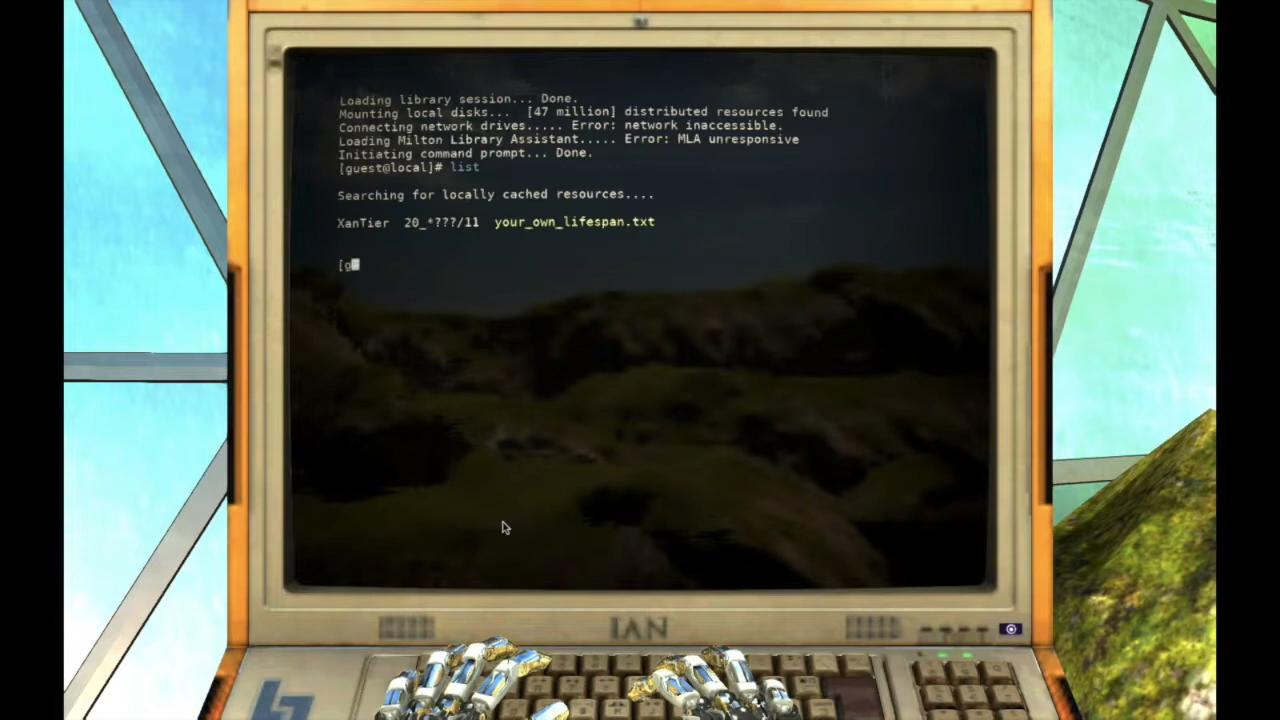 Loading library session... Done.
Mounting local disks... [47 million] distributed resources found
Connecting network drives..... Error: network inaccessible.
Loading Milton Library Assistant..... Error: MLA unresponsive
Initiating command prompt... Done.
[guest@local]# list
Searching for locally cached resources....
XanTier 20_*???/11 your_own_lifespan.txt
[g
IAN